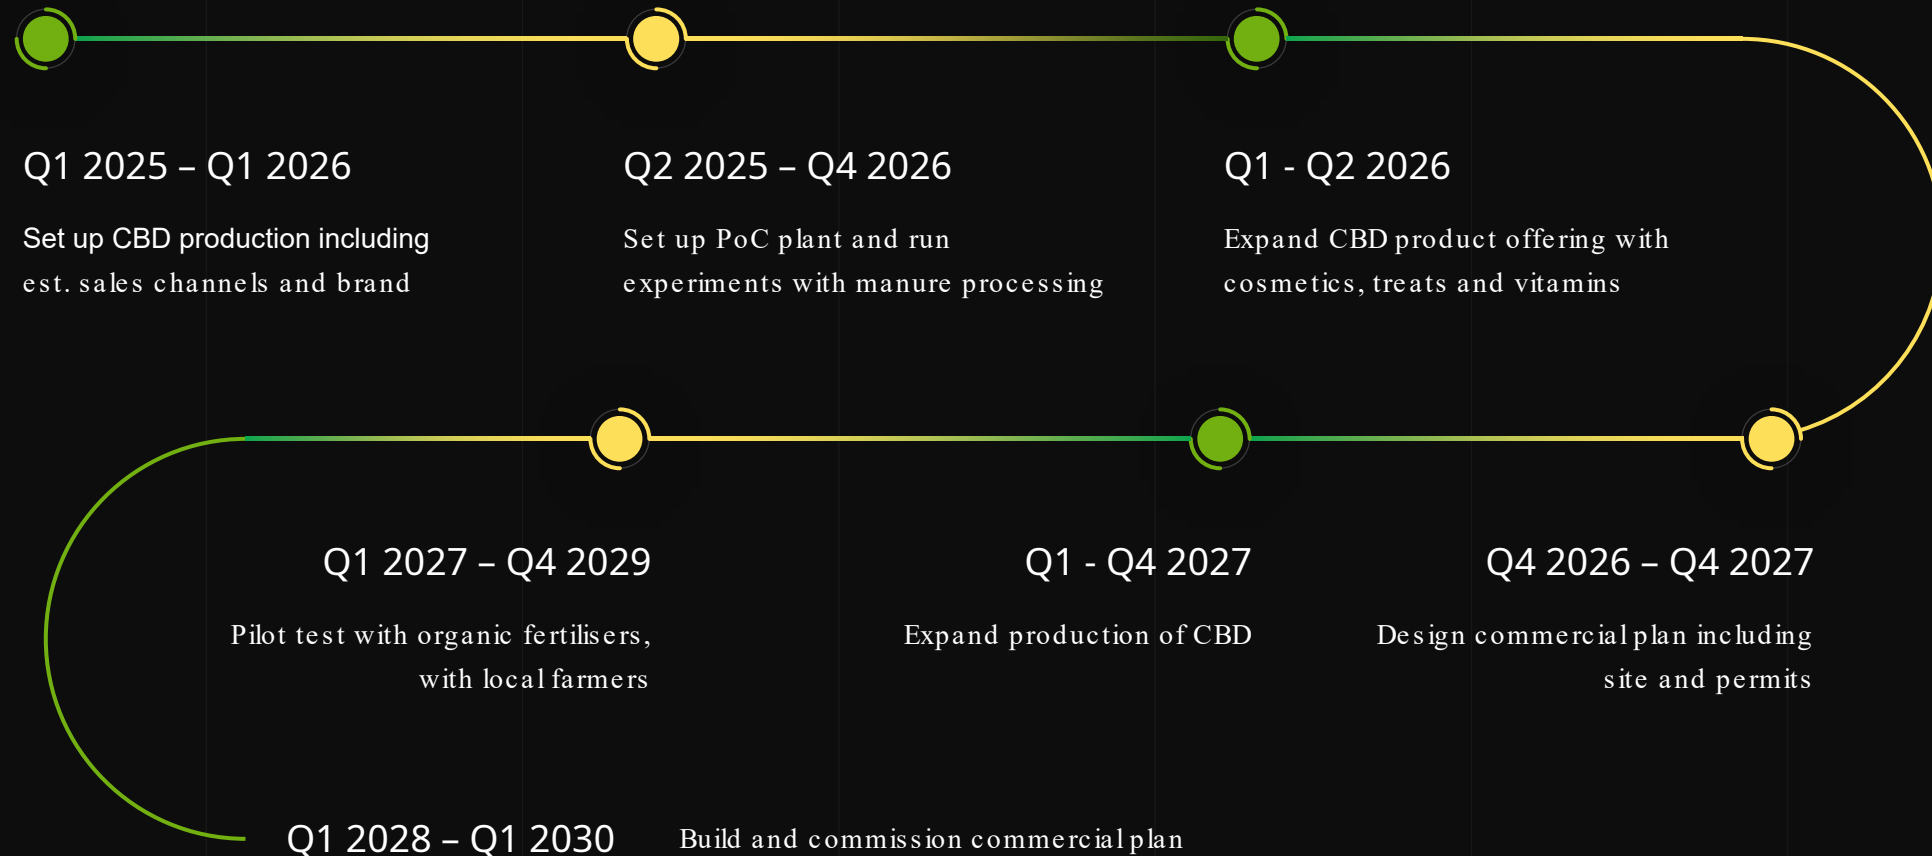 Q1 2025 – Q1 2026
Set up CBD production including
est. sales channels and brand
Q2 2025 – Q4 2026
Set up PoC plant and run
experiments with manure processing
Q1 - Q2 2026
Expand CBD product offering with
cosmetics, treats and vitamins
Q4 2026 – Q4 2027
Design commercial plan including
site and permits
Q1 - Q4 2027
Expand production of CBD
Q1 2027 – Q4 2029
Pilot test with organic fertilisers,
with local farmers
Q1 2028 – Q1 2030
Build and commission commercial plan